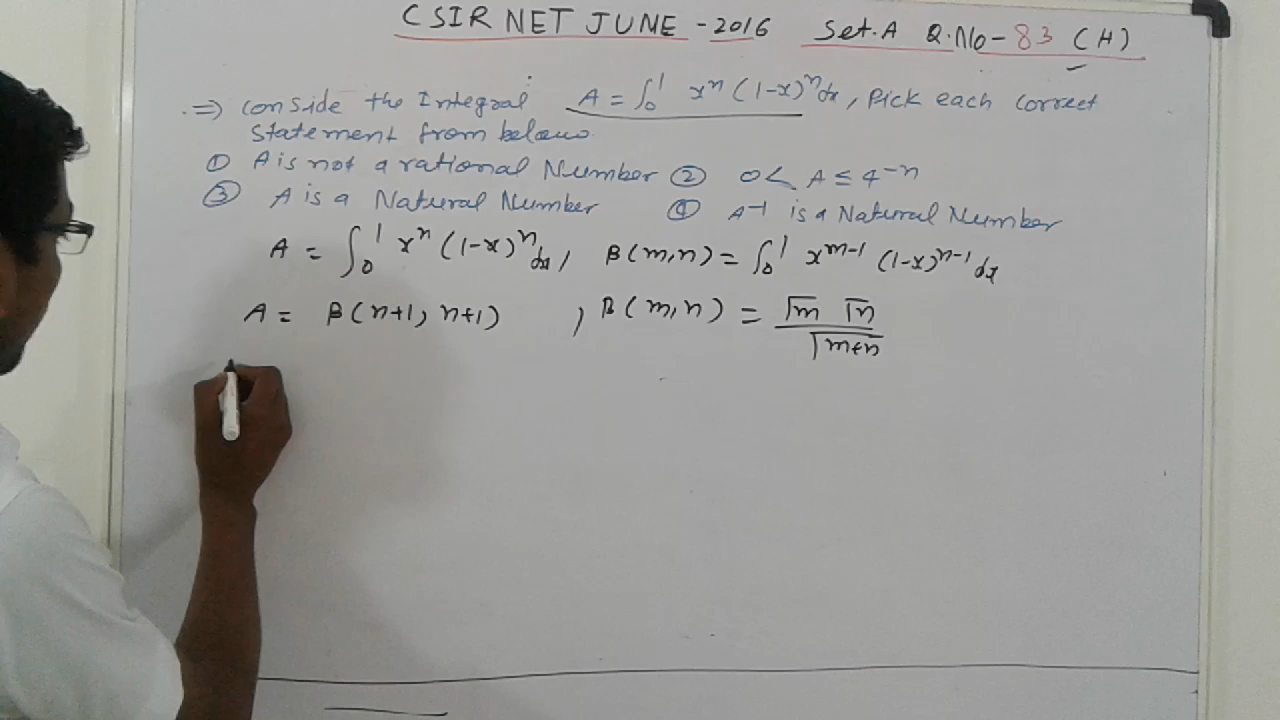 CSIR NET JUNE - 2016 Set.A Q.No- 83 (H)
⇒ Conside the Integral A = ∫₀¹ xⁿ (1-x)ⁿ dx, Pick each correct
statement from below.
① A is not a rational Number ② 0 < A ≤ 4⁻ⁿ
③ A is a Natural Number ④ A⁻¹ is a Natural Number
A = ∫₀¹ xⁿ (1-x)ⁿ dx, B(m,n) = ∫₀¹ xᵐ⁻¹ (1-x)ⁿ⁻¹ dx
A = B(n+1, n+1) , B(m,n) = Γm Γn / Γm+n